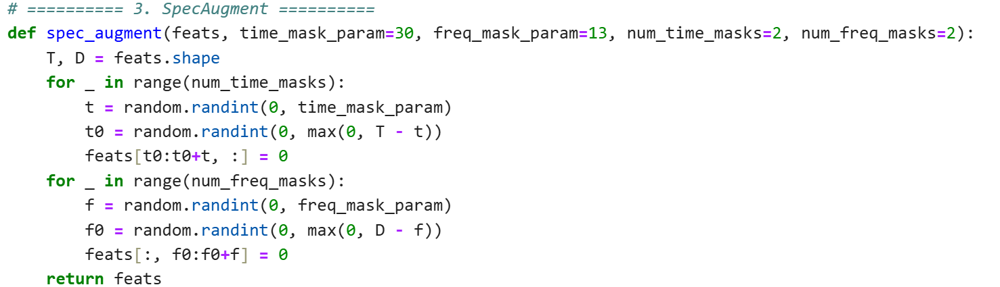 # ========== 3. SpecAugment ==========
def spec_augment(feats, time_mask_param=30, freq_mask_param=13, num_time_masks=2, num_freq_masks=2):
    T, D = feats.shape
    for _ in range(num_time_masks):
        t = random.randint(0, time_mask_param)
        t0 = random.randint(0, max(0, T - t))
        feats[t0:t0+t, :] = 0
    for _ in range(num_freq_masks):
        f = random.randint(0, freq_mask_param)
        f0 = random.randint(0, max(0, D - f))
        feats[:, f0:f0+f] = 0
    return feats